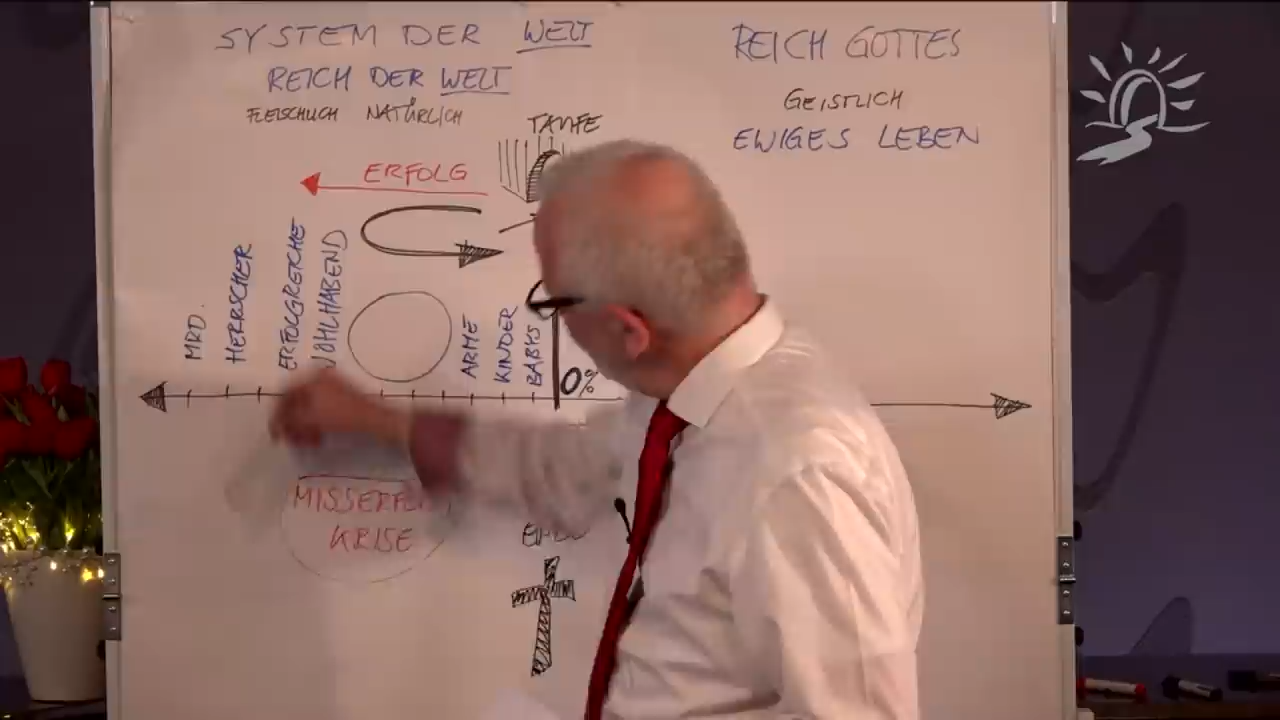 SYSTEM DER WELT
REICH GOTTES
REICH DER WELT
GEISTLICH
FLEISCHLICH NATÜRLICH
EWIGES LEBEN
TAUFE
ERFOLG
MRD.
HERRSCHER
ERFOLGREICHE
WOHLHABEND
ARME
KINDER
BABYS
0%
KRISE